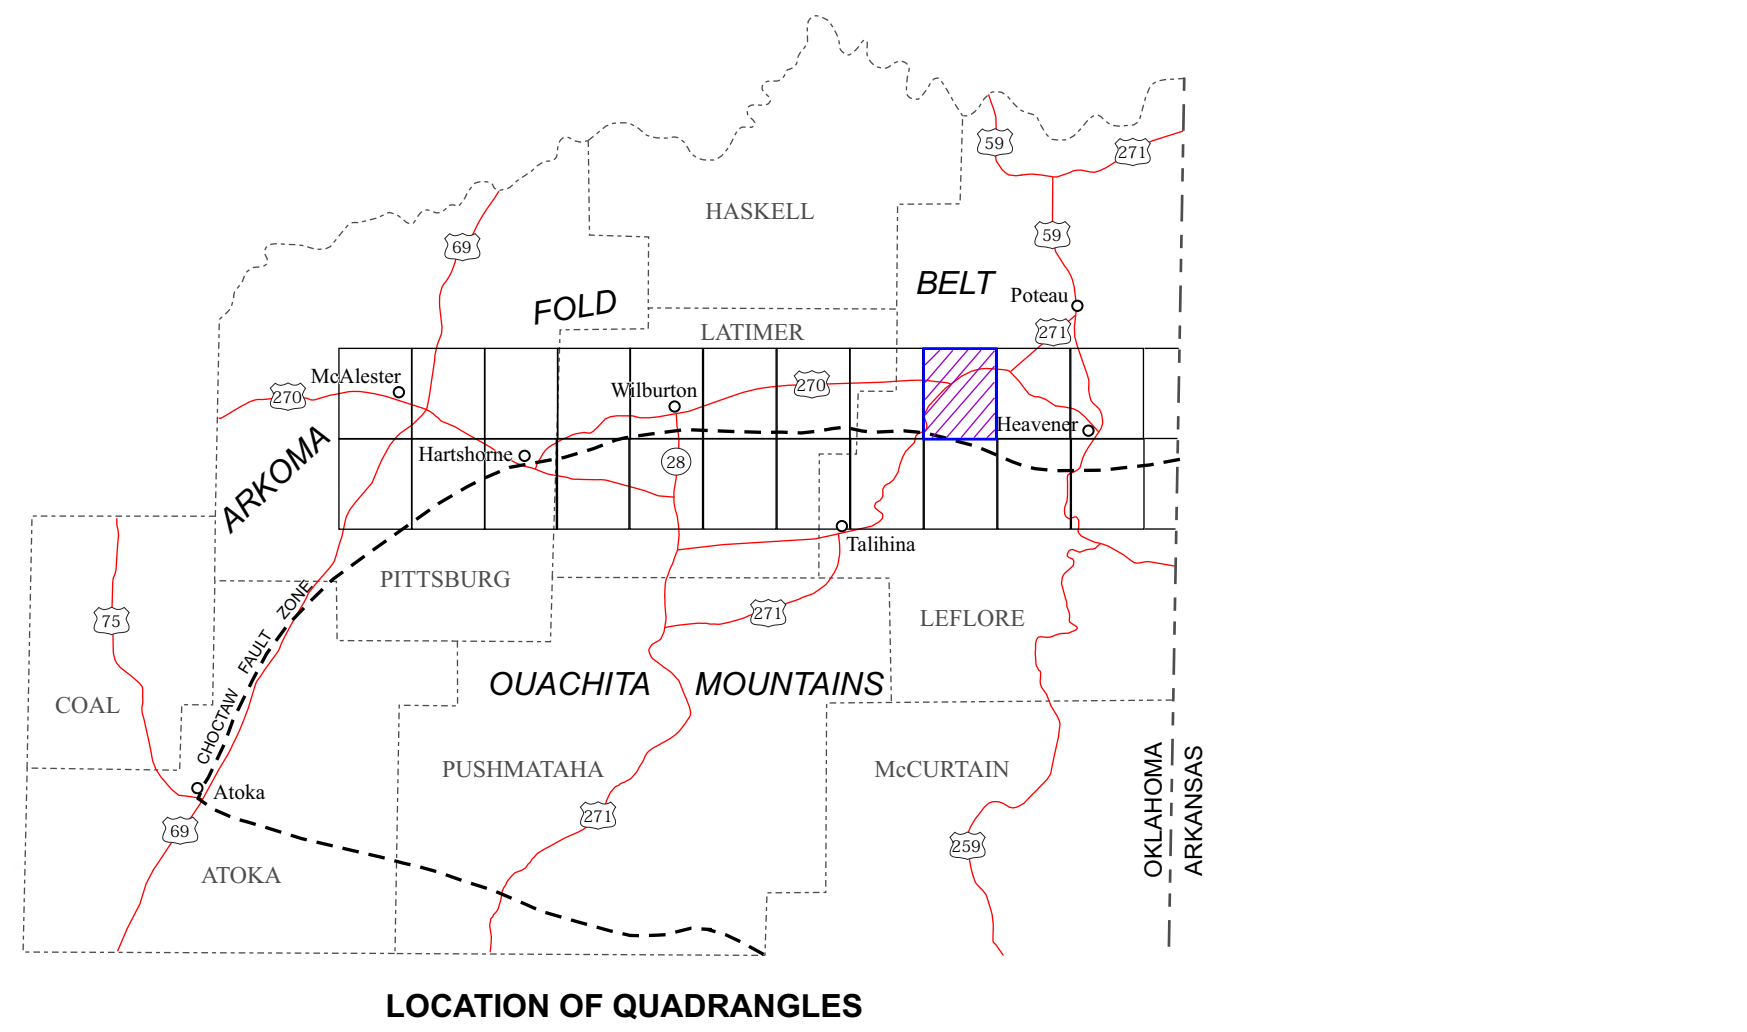 59
271
HASKELL
59
69
BELT
Poteau
FOLD
271
LATIMER
McAlester
270
Wilburton
270
Heavener
Hartshorne
28
ARKOMA
Talihina
PITTSBURG
CHOCTAW FAULT ZONE
75
271
LEFLORE
OUACHITA MOUNTAINS
COAL
PUSHMATAHA
McCURTAIN
OKLAHOMA
ARKANSAS
Atoka
69
271
259
ATOKA
LOCATION OF QUADRANGLES